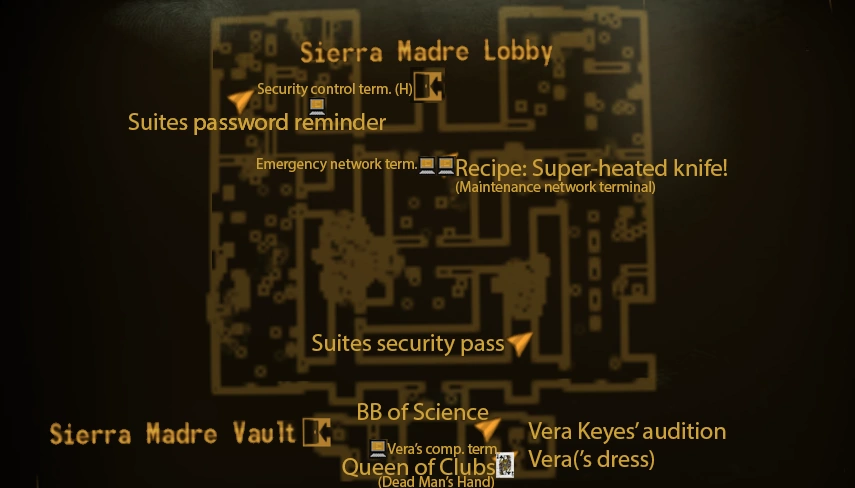 Sierra Madre Lobby
Security control term. (H)
Suites password reminder
Emergency network term.
Recipe: Super-heated knife!
(Maintenance network terminal)
Suites security pass
BB of Science
Sierra Madre Vault
Vera Keyes' audition
Vera's comp. term
Vera('s dress)
Queen of Clubs
(Dead Man's Hand)